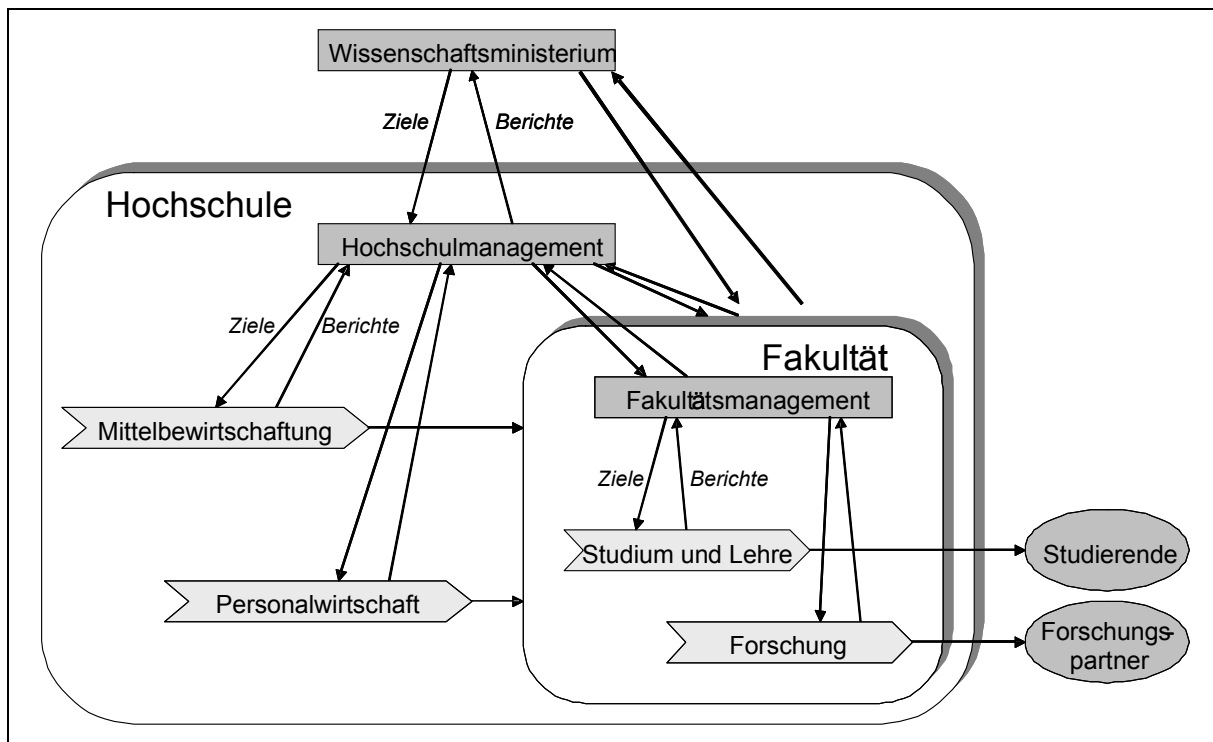 Wissenschaftsministerium
Ziele
Berichte
Hochschule
Hochschulmanagement
Ziele
Berichte
Fakultät
Fakultätsmanagement
Mittelbewirtschaftung
Ziele
Berichte
Studium und Lehre
Studierende
Personalwirtschaft
Forschung
Forschungs-
partner